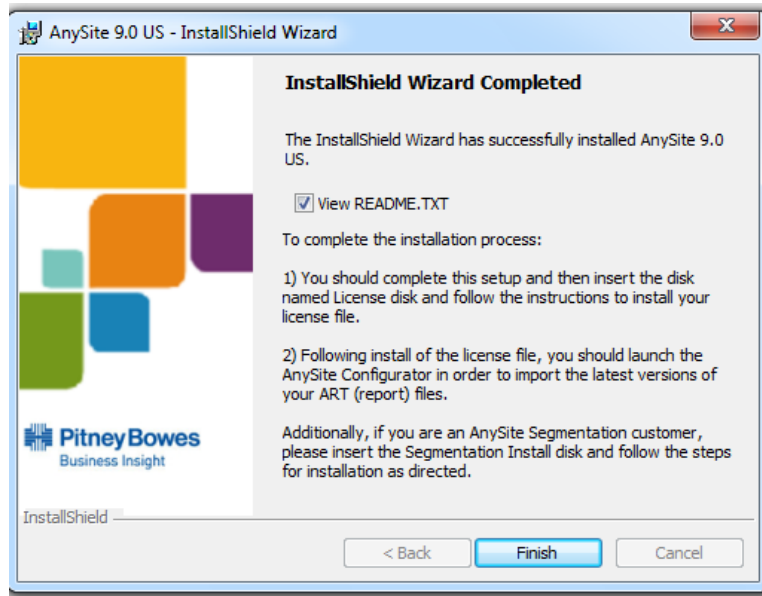 AnySite 9.0 US - InstallShield Wizard
InstallShield Wizard Completed
The InstallShield Wizard has successfully installed AnySite 9.0
US.
View README.TXT
To complete the installation process:
1) You should complete this setup and then insert the disk
named License disk and follow the instructions to install your
license file.
2) Following install of the license file, you should launch the
AnySite Configurator in order to import the latest versions of
your ART (report) files.
Additionally, if you are an AnySite Segmentation customer,
please insert the Segmentation Install disk and follow the steps
for installation as directed.
Pitney Bowes
Business Insight
InstallShield
< Back
Finish
Cancel